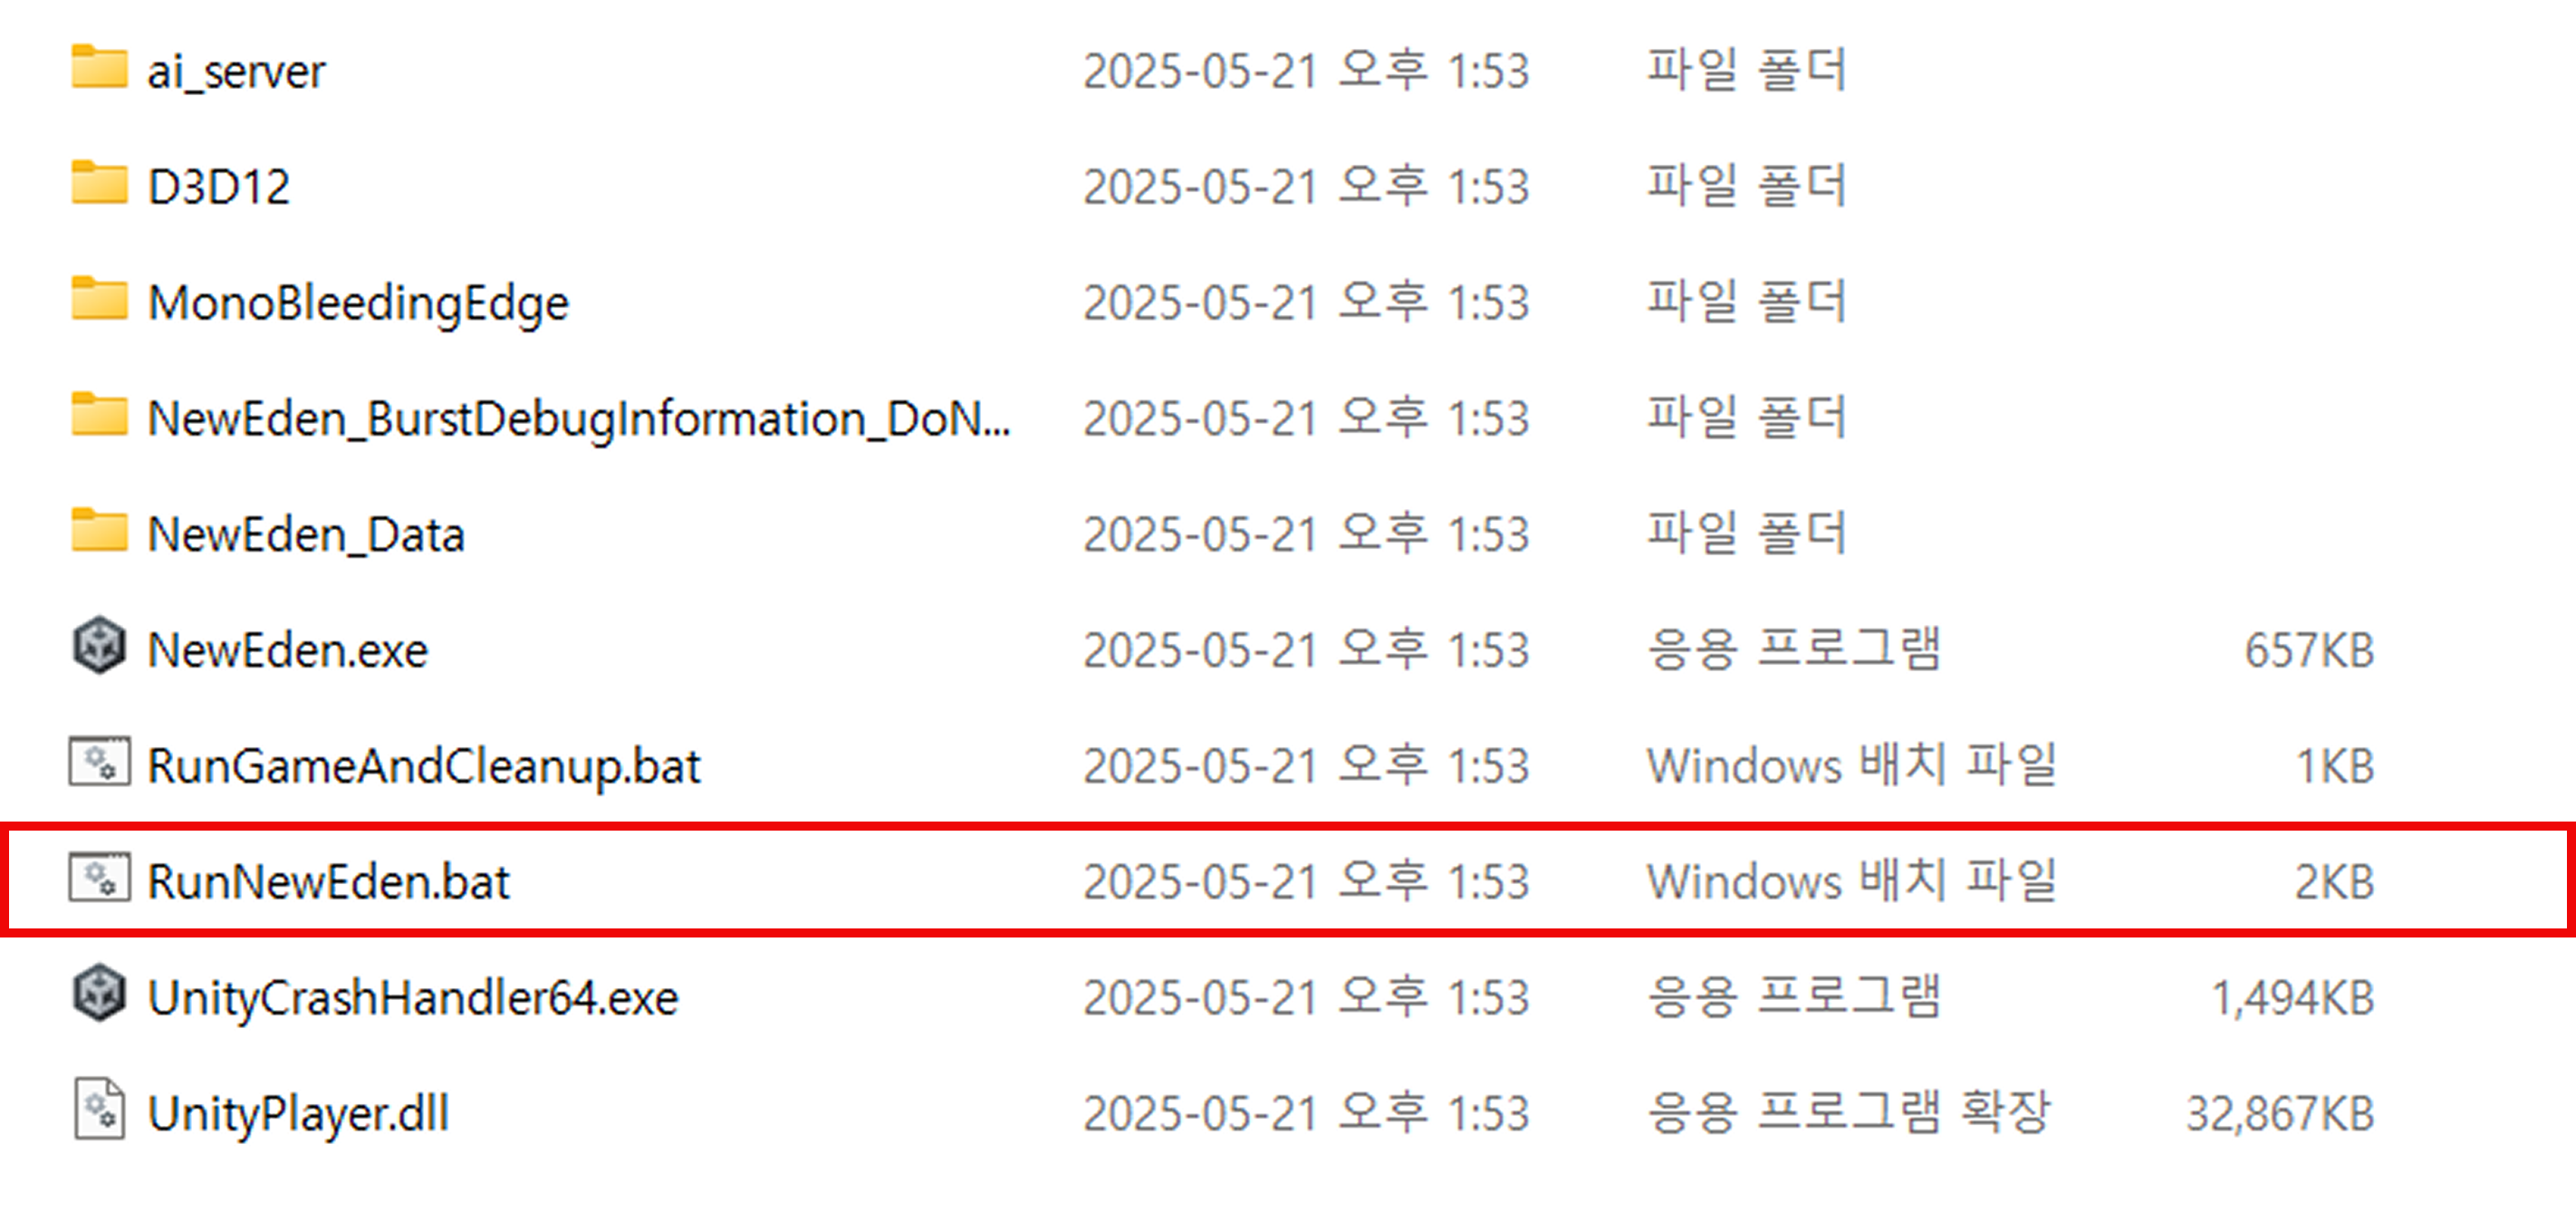 ai_server 2025-05-21 오후 1:53 파일 폴더
D3D12 2025-05-21 오후 1:53 파일 폴더
MonoBleedingEdge 2025-05-21 오후 1:53 파일 폴더
NewEden_BurstDebugInformation_DoN... 2025-05-21 오후 1:53 파일 폴더
NewEden_Data 2025-05-21 오후 1:53 파일 폴더
NewEden.exe 2025-05-21 오후 1:53 응용 프로그램 657KB
RunGameAndCleanup.bat 2025-05-21 오후 1:53 Windows 배치 파일 1KB
RunNewEden.bat 2025-05-21 오후 1:53 Windows 배치 파일 2KB
UnityCrashHandler64.exe 2025-05-21 오후 1:53 응용 프로그램 1,494KB
UnityPlayer.dll 2025-05-21 오후 1:53 응용 프로그램 확장 32,867KB